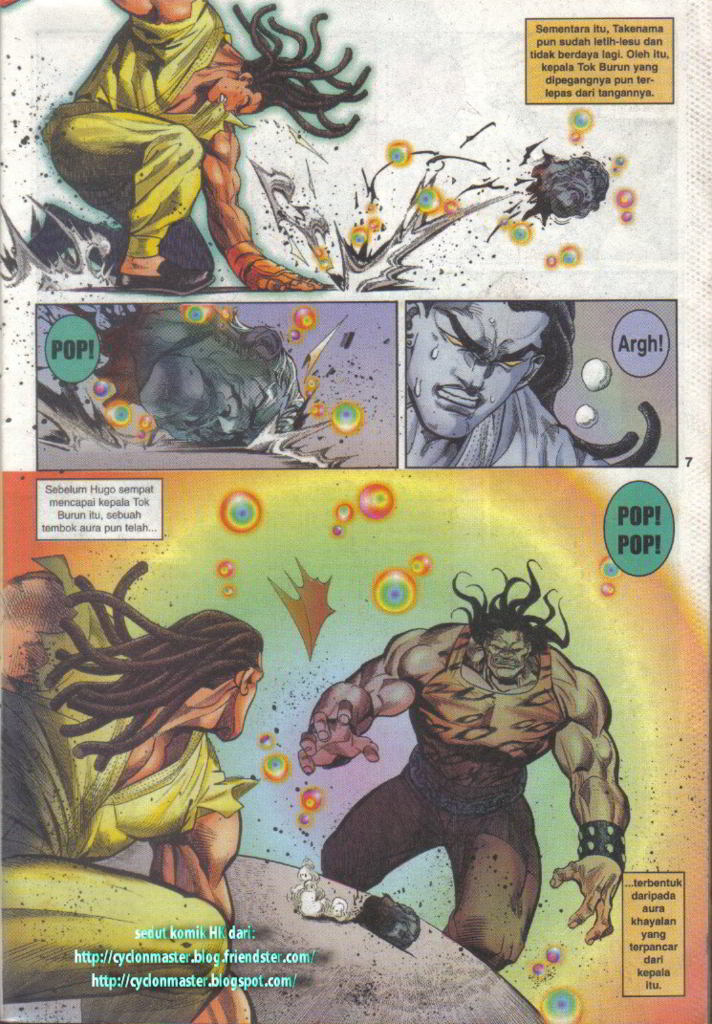 Sementara itu, Takenama
pun sudah letih-lesu dan
tidak berdaya lagi. Oleh itu,
kepala Tok Burun yang
dipegangnya pun ter-
lepas dari tangannya.
POP!
Argh!
7
Sebelum Hugo sempat
mencapai kepala Tok
Burun itu, sebuah
tembok aura pun telah...
POP!
POP!
...terbentuk
daripada
aura
khayalan
yang
terpancar
dari
kepala
itu.
sedut komik HK dari:
http://cyclonmaster.blog.friendster.com/
http://cyclonmaster.blogspot.com/